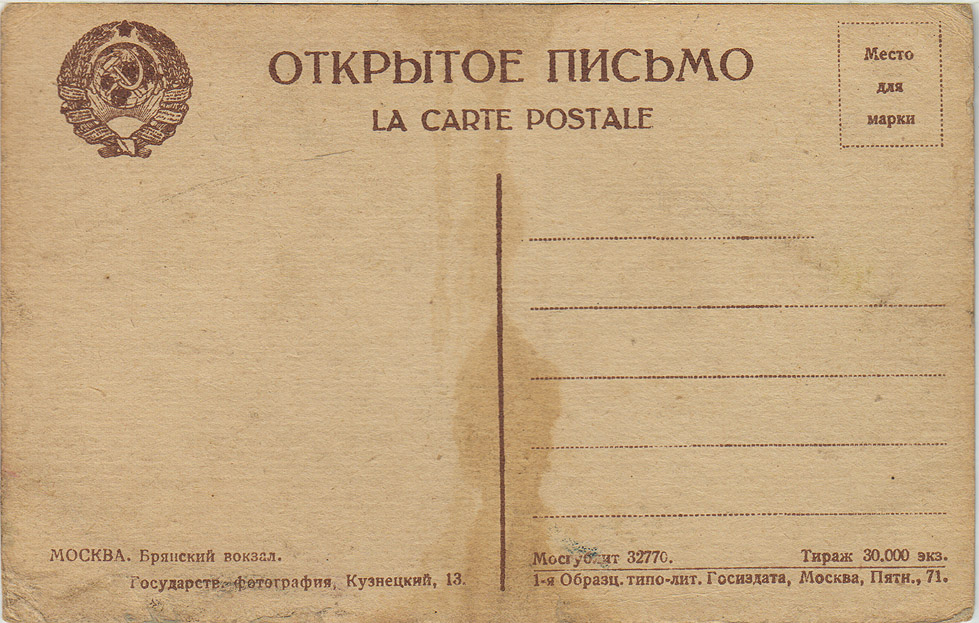 ОТКРЫТОЕ ПИСЬМО
LA CARTE POSTALE
Место
для
марки
МОСКВА. Брянский вокзал.
Государств. фотография, Кузнецкий, 13.
Мосгублит 32770. Тираж 30.000 экз.
1-я Образц. типо-лит. Госиздата, Москва, Пятн., 71.